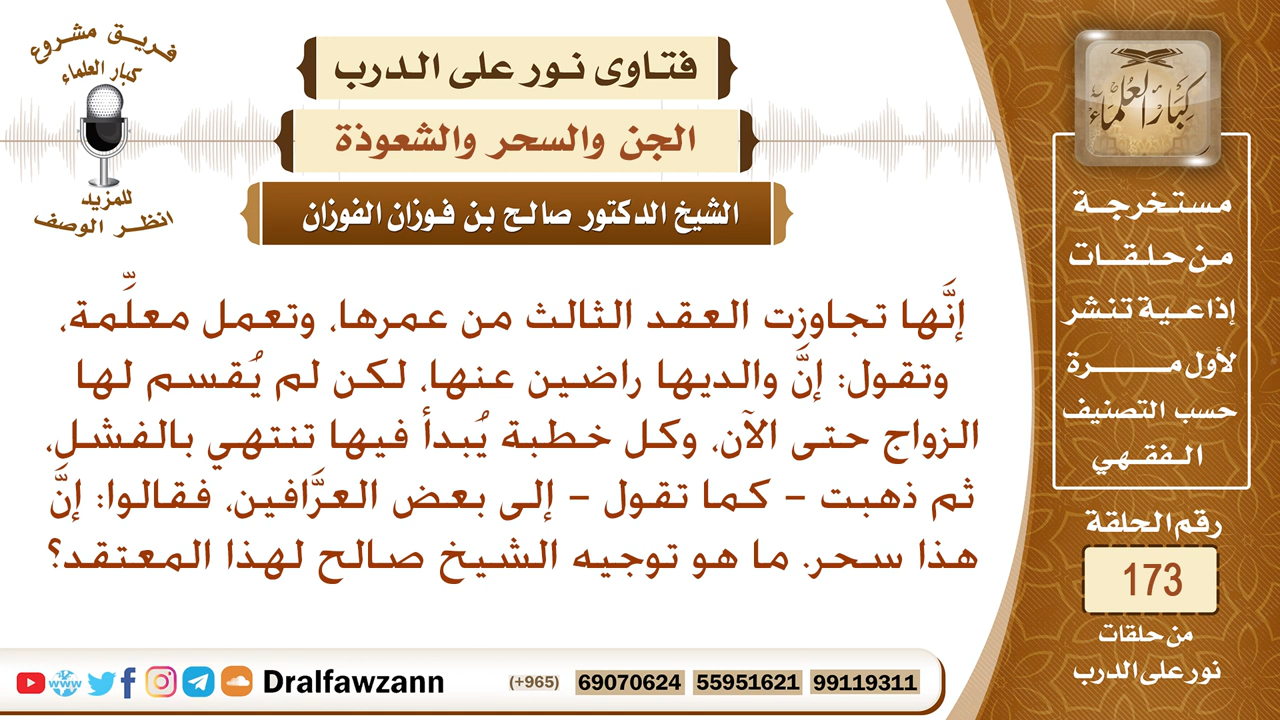 فريق مشروع
كبار العلماء
للمزيد
انظر الوصف
فتاوى نور على الدرب
الجن والسحر والشعوذة
الشيخ الدكتور صالح بن فوزان الفوزان
إنَّها تجاوزت العقد الثالث من عمرها، وتعمل معلِّمة،
وتقول: إنَّ والديها راضين عنها، لكن لم يُقسم لها
الزواج حتى الآن، وكل خطبة يُبدأ فيها تنتهي بالفشل،
ثم ذهبت – كما تقول – إلى بعض العرَّافين، فقالوا: إنَّ
هذا سحر. ما هو توجيه الشيخ صالح لهذا المعتقد؟
كبار العلماء
مستخرجة
من حلقات
إذاعية تنشر
لأول مرة
حسب التصنيف
الفقهي
رقم الحلقة
173
من حلقات
نور على الدرب
www Dralfawzann (+965) 69070624 55951621 99119311